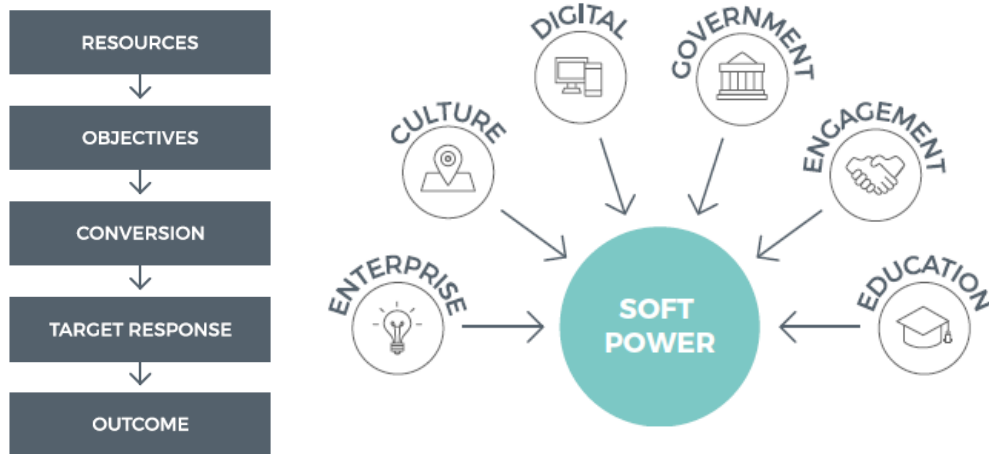 RESOURCES
OBJECTIVES
CONVERSION
TARGET RESPONSE
OUTCOME
ENTERPRISE
CULTURE
DIGITAL
GOVERNMENT
ENGAGEMENT
EDUCATION
SOFT
POWER